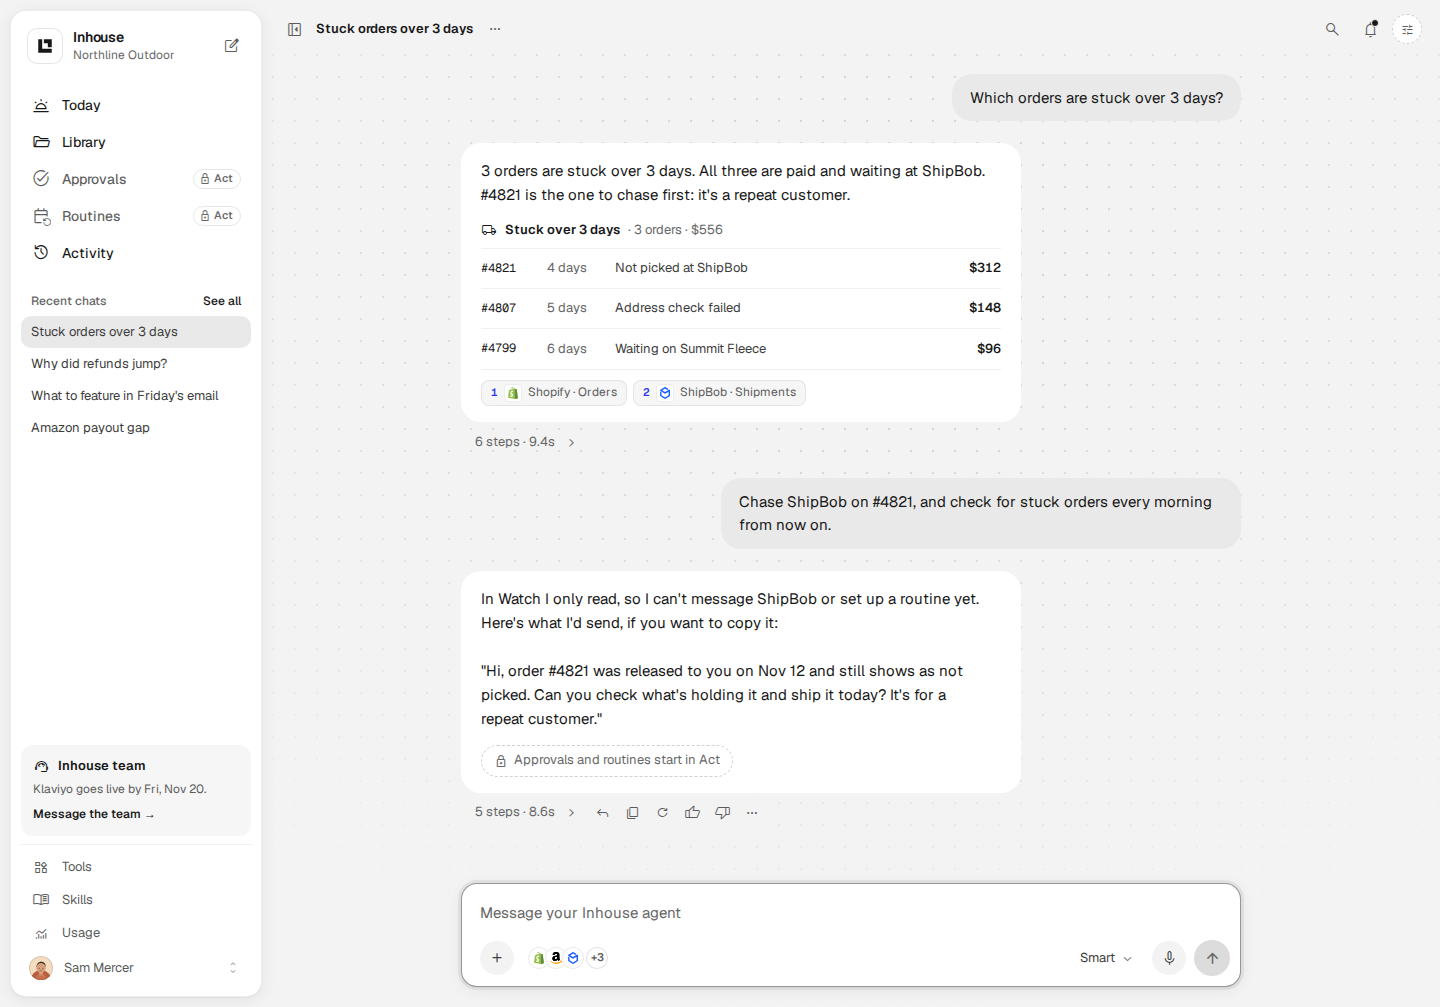 Inhouse
Northline Outdoor
Today
Library
Approvals Act
Routines Act
Activity
Recent chats See all
Stuck orders over 3 days
Why did refunds jump?
What to feature in Friday's email
Amazon payout gap
Inhouse team
Klaviyo goes live by Fri, Nov 20.
Message the team →
Tools
Skills
Usage
Sam Mercer
Stuck orders over 3 days
Which orders are stuck over 3 days?
3 orders are stuck over 3 days. All three are paid and waiting at ShipBob.
#4821 is the one to chase first: it's a repeat customer.
Stuck over 3 days · 3 orders · $556
#4821 4 days Not picked at ShipBob $312
#4807 5 days Address check failed $148
#4799 6 days Waiting on Summit Fleece $96
1 Shopify · Orders 2 ShipBob · Shipments
6 steps · 9.4s
Chase ShipBob on #4821, and check for stuck orders every morning
from now on.
In Watch I only read, so I can't message ShipBob or set up a routine yet.
Here's what I'd send, if you want to copy it:
"Hi, order #4821 was released to you on Nov 12 and still shows as not
picked. Can you check what's holding it and ship it today? It's for a
repeat customer."
Approvals and routines start in Act
5 steps · 8.6s
Message your Inhouse agent
+3 Smart